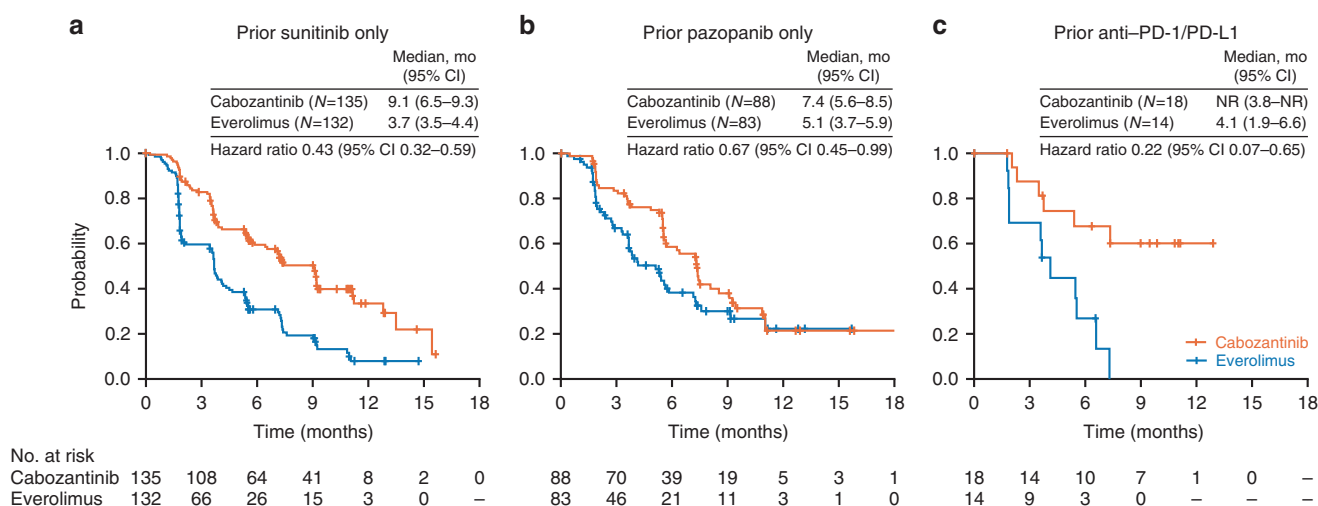 a
Prior sunitinib only
Median, mo
(95% CI)
Cabozantinib (N=135) 9.1 (6.5–9.3)
Everolimus (N=132) 3.7 (3.5–4.4)
Hazard ratio 0.43 (95% CI 0.32–0.59)
1.0
0.8
0.6
0.4
0.2
0.0
Probability
0 3 6 9 12 15 18
Time (months)
b
Prior pazopanib only
Median, mo
(95% CI)
Cabozantinib (N=88) 7.4 (5.6–8.5)
Everolimus (N=83) 5.1 (3.7–5.9)
Hazard ratio 0.67 (95% CI 0.45–0.99)
1.0
0.8
0.6
0.4
0.2
0.0
0 3 6 9 12 15 18
Time (months)
c
Prior anti–PD-1/PD-L1
Median, mo
(95% CI)
Cabozantinib (N=18) NR (3.8–NR)
Everolimus (N=14) 4.1 (1.9–6.6)
Hazard ratio 0.22 (95% CI 0.07–0.65)
1.0
0.8
0.6
0.4
0.2
0.0
Cabozantinib
Everolimus
0 3 6 9 12 15 18
Time (months)
No. at risk
Cabozantinib 135 108 64 41 8 2 0 88 70 39 19 5 3 1 18 14 10 7 1 0 –
Everolimus 132 66 26 15 3 0 – 83 46 21 11 3 1 0 14 9 3 0 – – –